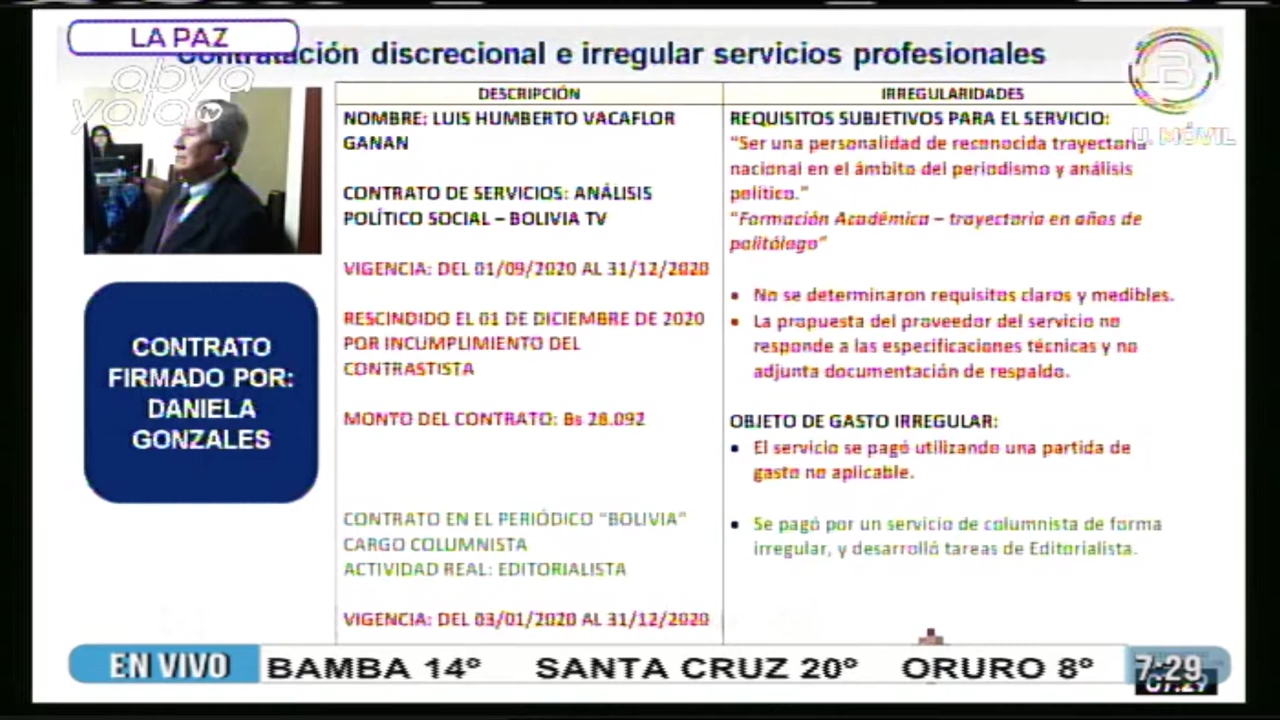 LA PAZ
Contratación discrecional e irregular servicios profesionales
abya
yala tv
B
U. MÓVIL
DESCRIPCIÓN
NOMBRE: LUIS HUMBERTO VACAFLOR
GANAN
CONTRATO DE SERVICIOS: ANÁLISIS
POLÍTICO SOCIAL – BOLIVIA TV
VIGENCIA: DEL 01/09/2020 AL 31/12/2020
RESCINDIDO EL 01 DE DICIEMBRE DE 2020
POR INCUMPLIMIENTO DEL
CONTRASTISTA
MONTO DEL CONTRATO: Bs 28.092
CONTRATO EN EL PERIÓDICO "BOLIVIA"
CARGO COLUMNISTA
ACTIVIDAD REAL: EDITORIALISTA
VIGENCIA: DEL 03/01/2020 AL 31/12/2020
IRREGULARIDADES
REQUISITOS SUBJETIVOS PARA EL SERVICIO:
"Ser una personalidad de reconocida trayectoria
nacional en el ámbito del periodismo y análisis
político."
"Formación Académica – trayectoria en años de
politólogo"
• No se determinaron requisitos claros y medibles.
• La propuesta del proveedor del servicio no
responde a las especificaciones técnicas y no
adjunta documentación de respaldo.
OBJETO DE GASTO IRREGULAR:
• El servicio se pagó utilizando una partida de
gasto no aplicable.
• Se pagó por un servicio de columnista de forma
irregular, y desarrolló tareas de Editorialista.
CONTRATO
FIRMADO POR:
DANIELA
GONZALES
EN VIVO
BAMBA 14° SANTA CRUZ 20° ORURO 8°
7:29
07:29